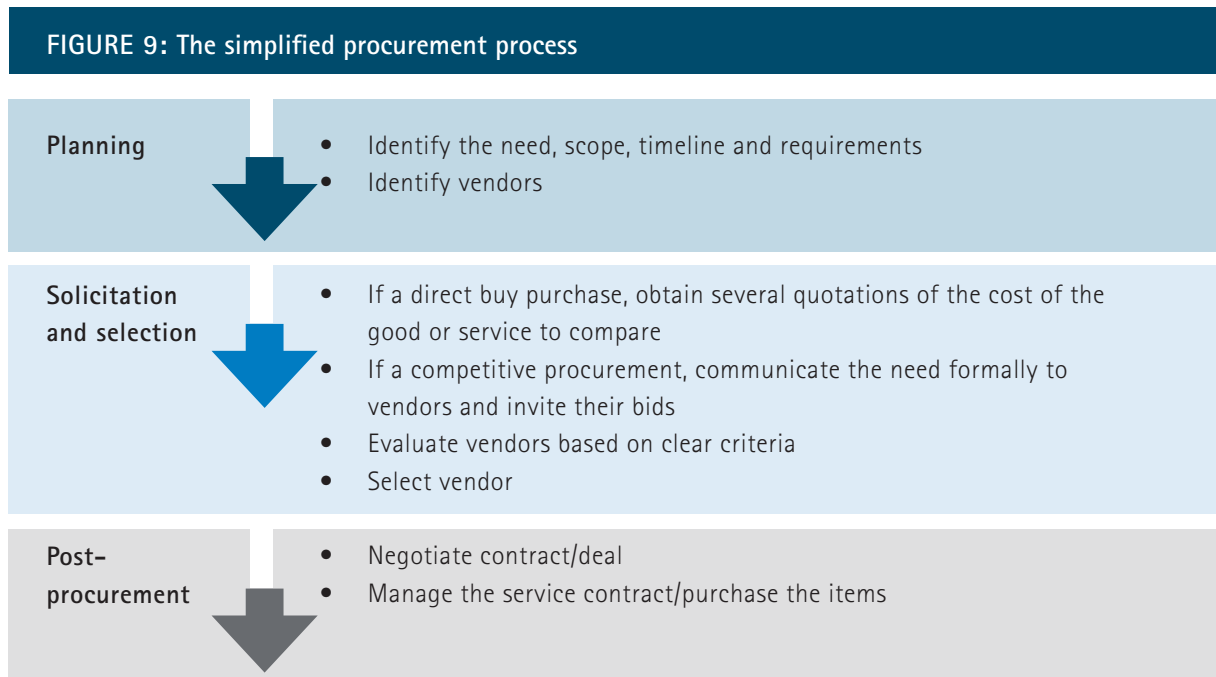 FIGURE 9: The simplified procurement process
Planning
• Identify the need, scope, timeline and requirements
• Identify vendors
Solicitation
and selection
• If a direct buy purchase, obtain several quotations of the cost of the
good or service to compare
• If a competitive procurement, communicate the need formally to
vendors and invite their bids
• Evaluate vendors based on clear criteria
• Select vendor
Post-
procurement
• Negotiate contract/deal
• Manage the service contract/purchase the items